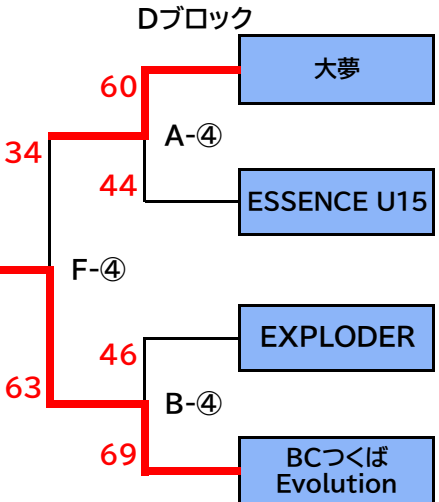 Dブロック
60
大夢
34
A-④
44
ESSENCE U15
F-④
46
EXPLODER
63
B-④
69
BCつくば
Evolution